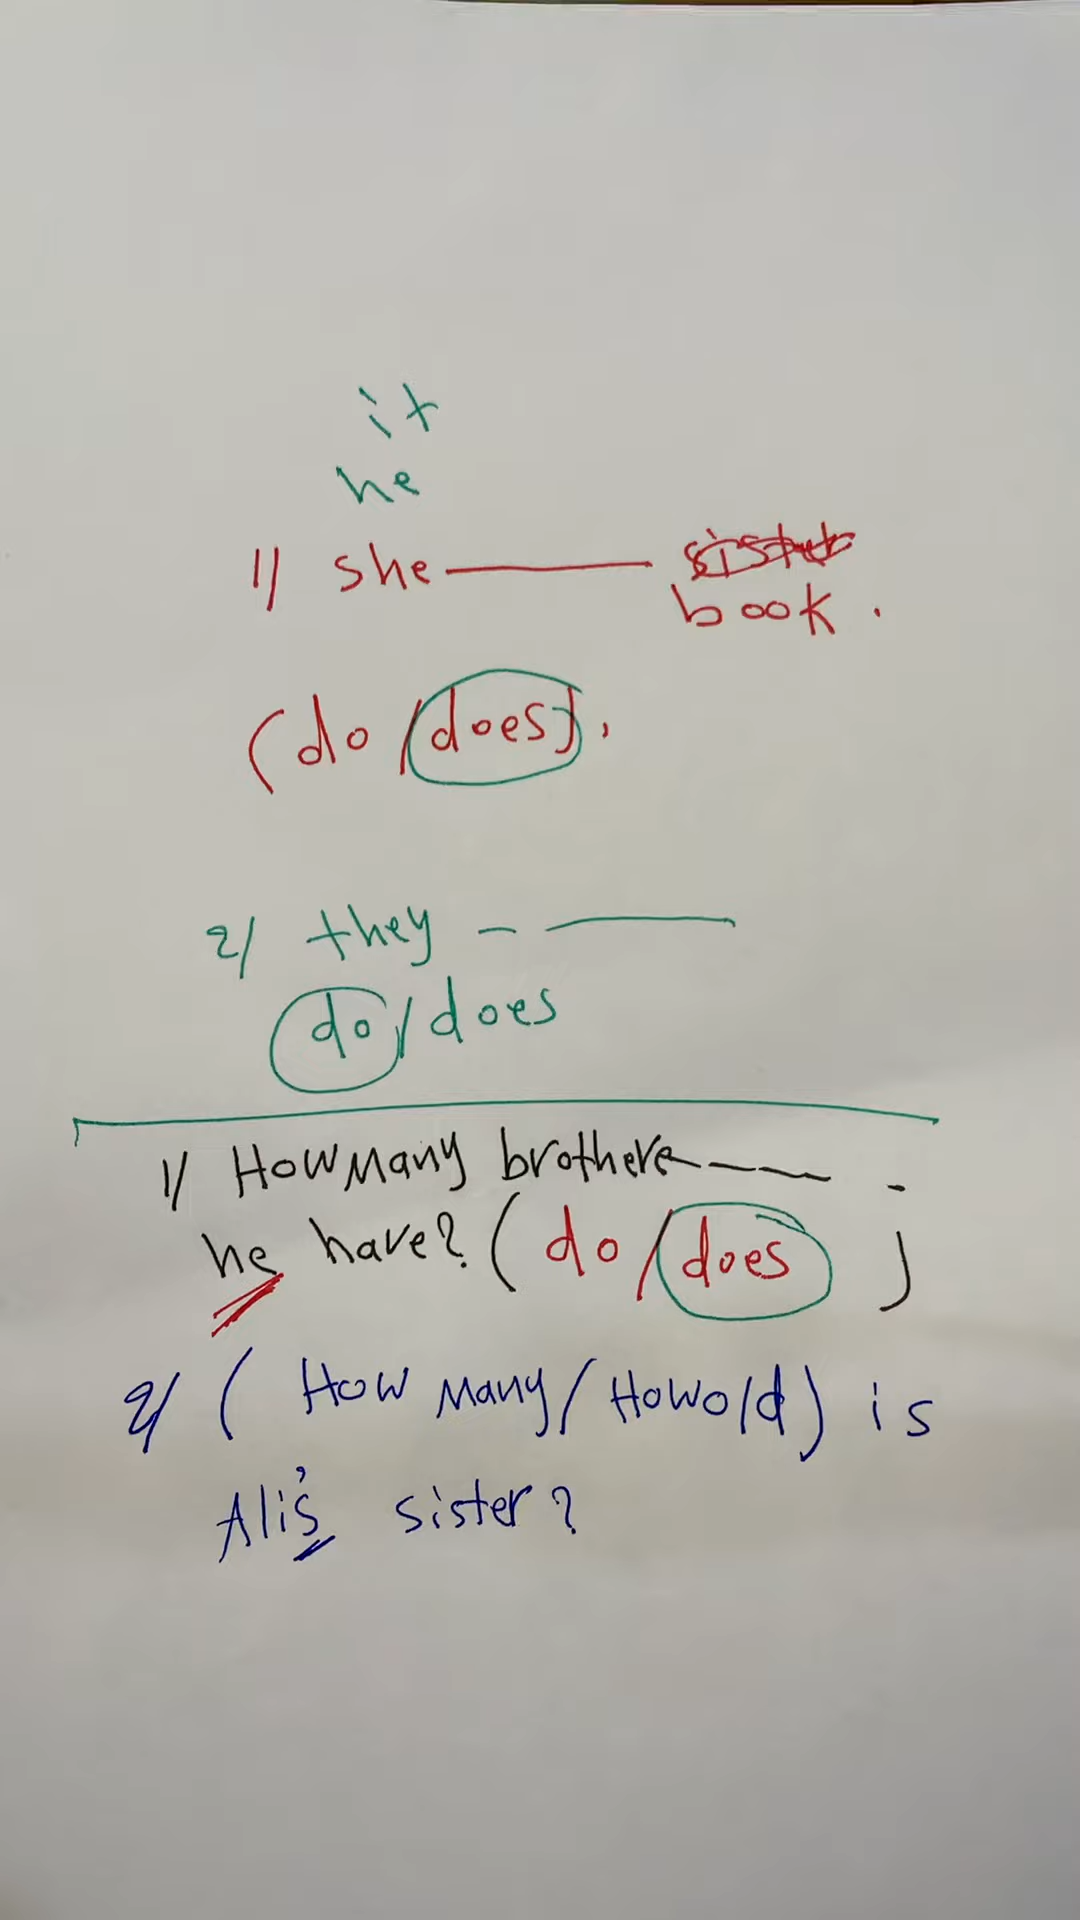 it
he
1/ she ———
book .
(do/does).
2/ they - ———
do/does
1/ How Many brothere----- .
he have? (do/does)
2/ (How Many/How old) is
Ali's sister?